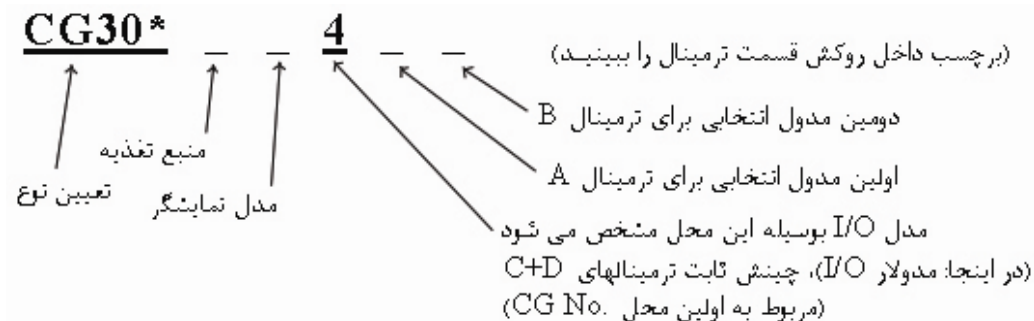 CG30* _ _ 4 _ _
(برچسب داخل روکش قسمت ترمینال را ببینید)
دومین مدول انتخابی برای ترمینال B
منبع تغذیه
اولین مدول انتخابی برای ترمینال A
تعیین نوع
مدل نمایشگر
مدل I/O بوسیله این محل مشخص می شود
(در اینجا: مدولار I/O)، چینش ثابت ترمینالهای C+D
(مربوط به اولین محل .CG No)